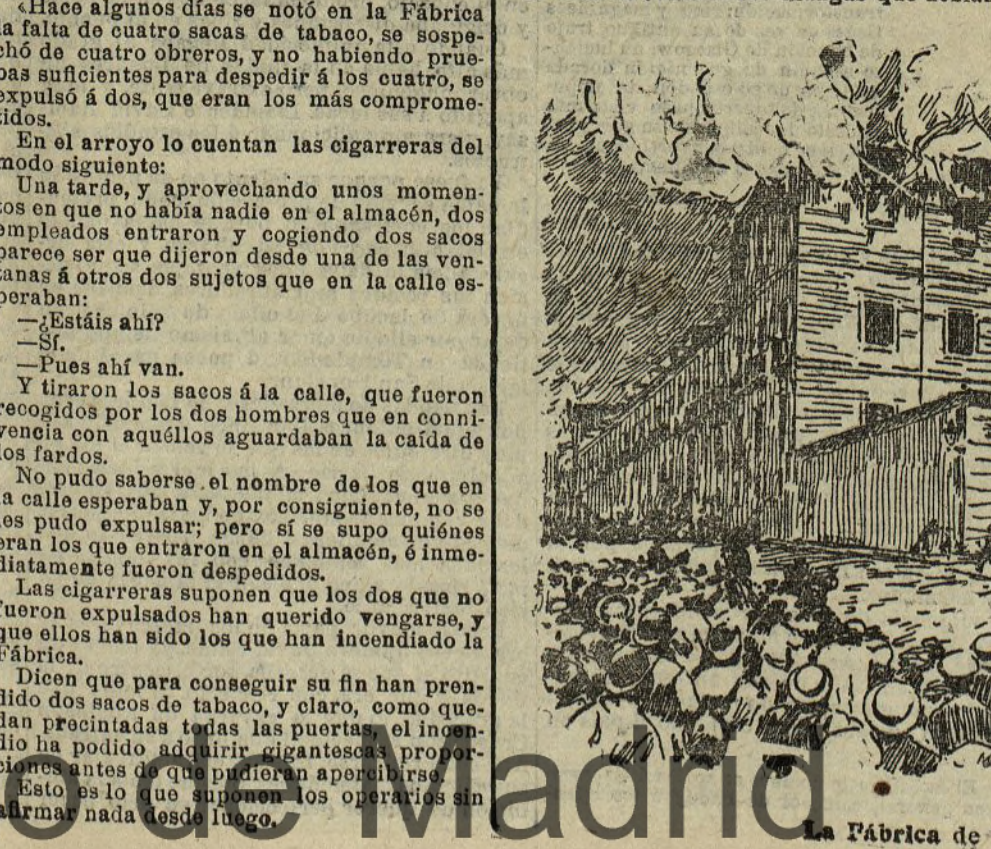 «Hace algunos días se notó en la Fábrica
la falta de cuatro sacas de tabaco, se sospe-
chó de cuatro obreros, y no habiendo prue-
bas suficientes para despedir á los cuatro, se
expulsó á dos, que eran los más comprome-
tidos.
En el arroyo lo cuentan las cigarreras del
modo siguiente:
Una tarde, y aprovechando unos momen-
tos en que no había nadie en el almacén, dos
empleados entraron y cogiendo dos sacos
parece ser que dijeron desde una de las ven-
tanas á otros dos sujetos que en la calle es-
peraban:
—¿Estáis ahí?
—Sí.
—Pues ahí van.
Y tiraron los sacos á la calle, que fueron
recogidos por los dos hombres que en conni-
vencia con aquéllos aguardaban la caída de
los fardos.
No pudo saberse el nombre de los que en
la calle esperaban y, por consiguiente, no se
les pudo expulsar; pero sí se supo quiénes
eran los que entraron en el almacén, é inme-
diatamente fueron despedidos.
Las cigarreras suponen que los dos que no
fueron expulsados han querido vengarse, y
que ellos han sido los que han incendiado la
Fábrica.
Dicen que para conseguir su fin han pren-
dido dos sacos de tabaco, y claro, como que-
dan precintadas todas las puertas, el incen-
dio ha podido adquirir gigantescas propor-
ciones antes de que pudieran apercibirse.
Esto es lo que suponen los operarios sin
afirmar nada desde luego.
La Fábrica de
o de Madrid